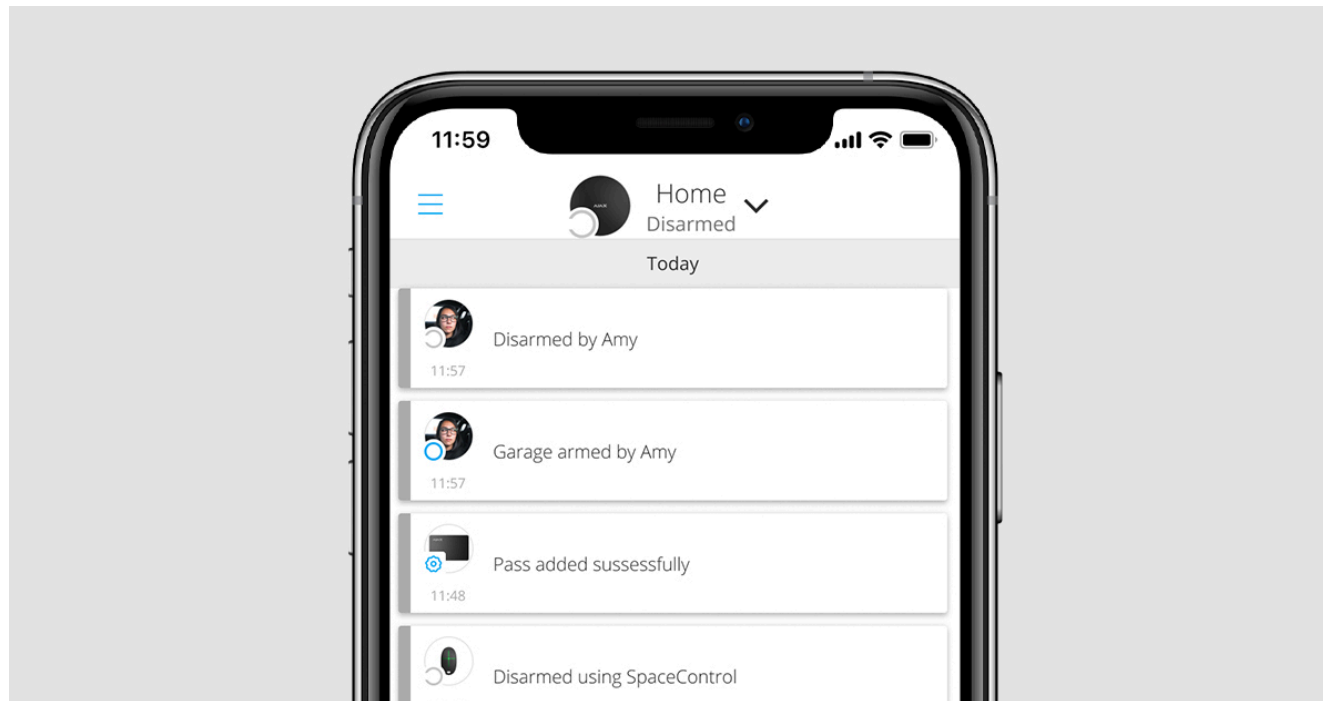 11:59
Home
Disarmed
Today
Disarmed by Amy
11:57
Garage armed by Amy
11:57
Pass added sussessfully
11:48
Disarmed using SpaceControl